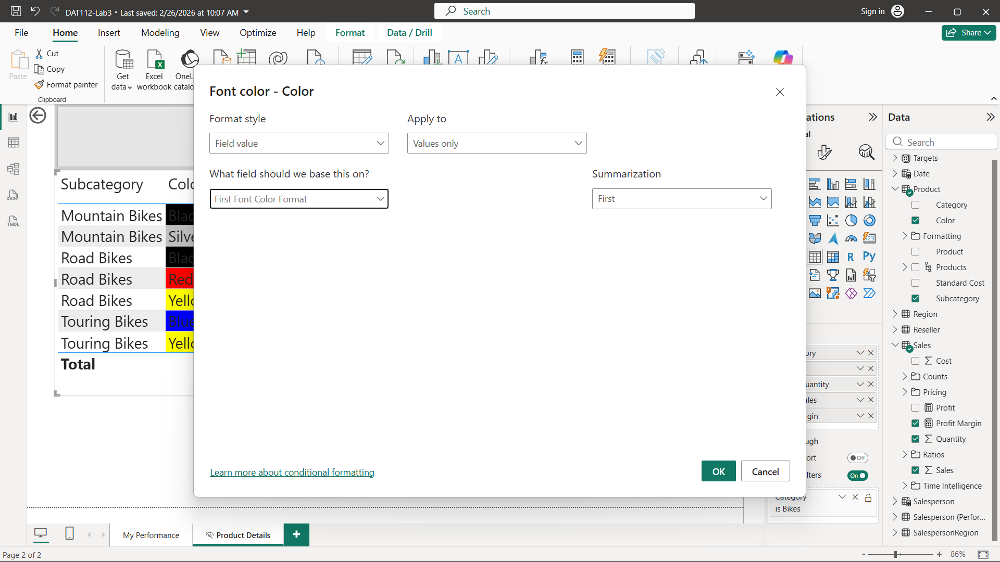 DAT112-Lab3 • Last saved: 2/26/2026 at 10:07 AM
Search
Sign in
File
Home
Insert
Modeling
View
Optimize
Help
Format
Data / Drill
Share
Paste
Cut
Copy
Format painter
Clipboard
Get
data
Excel
workbook
OneL
catalo
Font color - Color
Format style
Apply to
Field value
Values only
What field should we base this on?
Summarization
First Font Color Format
First
Learn more about conditional formatting
OK
Cancel
Subcategory
Colo
Mountain Bikes
Blac
Mountain Bikes
Silve
Road Bikes
Blac
Road Bikes
Red
Road Bikes
Yello
Touring Bikes
Blue
Touring Bikes
Yello
Total
DAX
TMDL
ations
al
123
R
Py
ory
uantity
ales
rgin
ugh
ort
Off
lters
On
Category
is Bikes
Data
Search
Targets
Date
Product
Category
Color
Formatting
Product
Products
Standard Cost
Subcategory
Region
Reseller
Sales
Cost
Counts
Pricing
Profit
Profit Margin
Quantity
Ratios
Sales
Time Intelligence
Salesperson
Salesperson (Perfor...
SalespersonRegion
My Performance
Product Details
+
Page 2 of 2
- + 86%